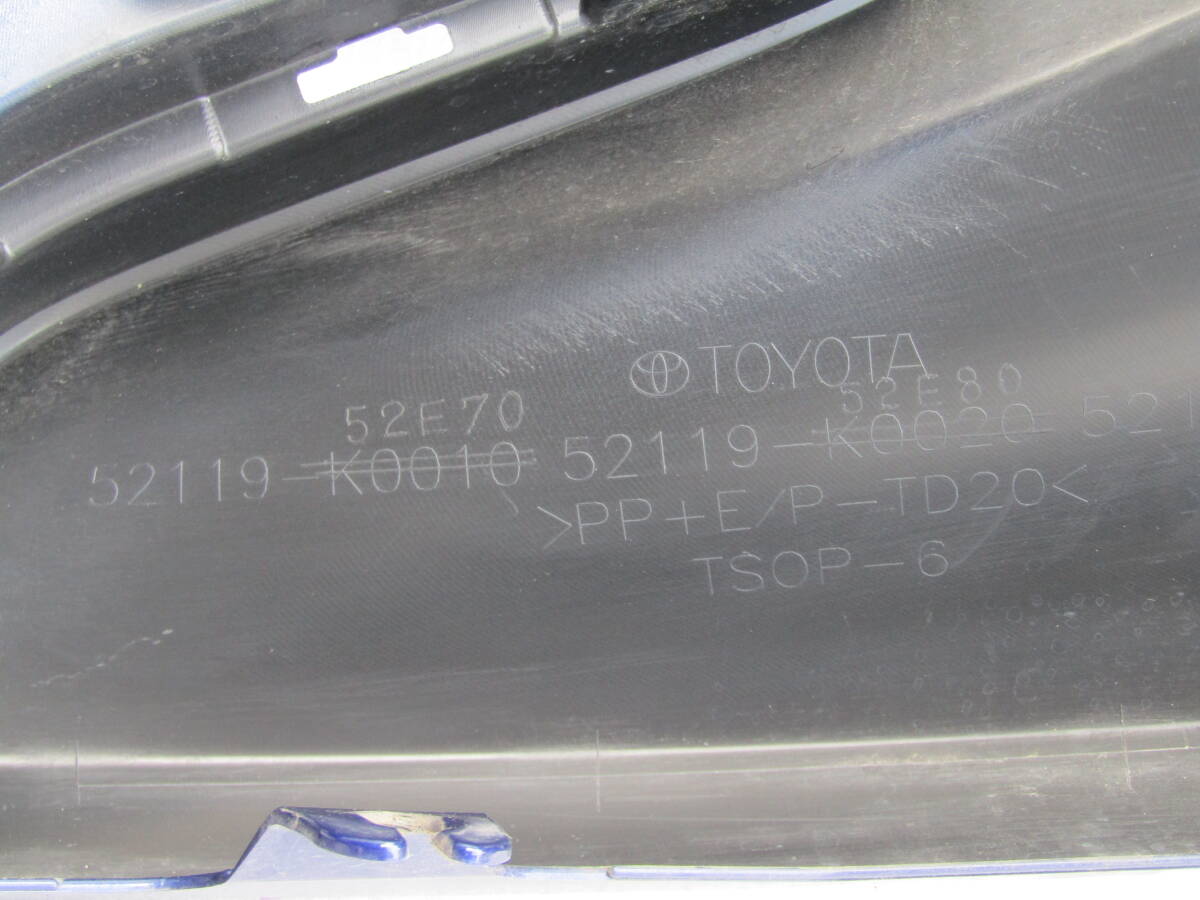 TOYOTA
52E70 52E80
52119-K0010 52119-K0020 521
>PP+E/P-TD20<
TSOP-6